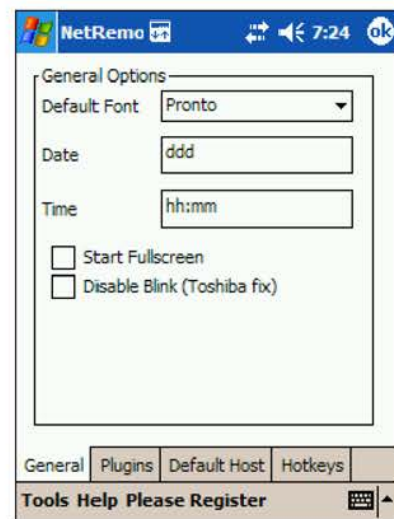 NetRemo 7:24 ok
General Options
Default Font Pronto
Date ddd
Time hh:mm
Start Fullscreen
Disable Blink (Toshiba fix)
General Plugins Default Host Hotkeys
Tools Help Please Register